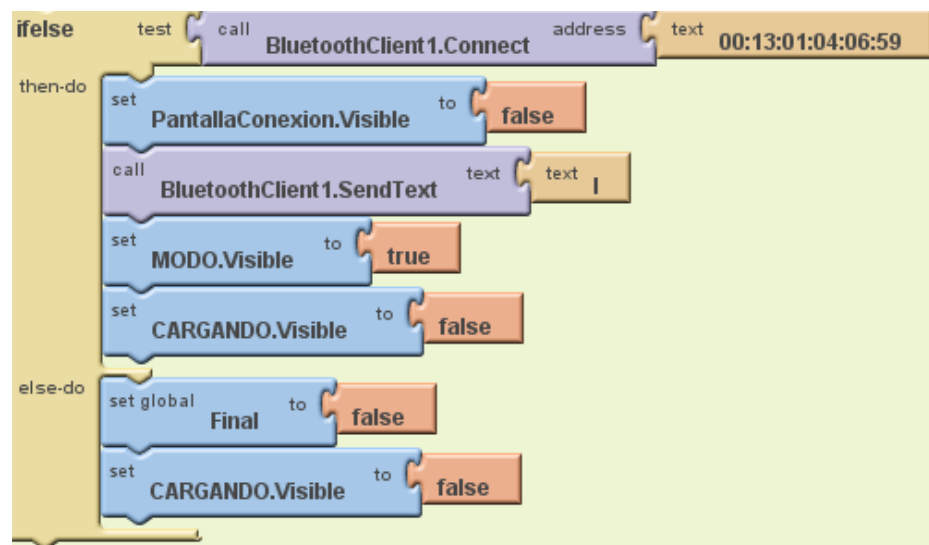 ifelse test call BluetoothClient1.Connect address text 00:13:01:04:06:59
then-do set PantallaConexion.Visible to false
call BluetoothClient1.SendText text text I
set MODO.Visible to true
set CARGANDO.Visible to false
else-do set global Final to false
set CARGANDO.Visible to false